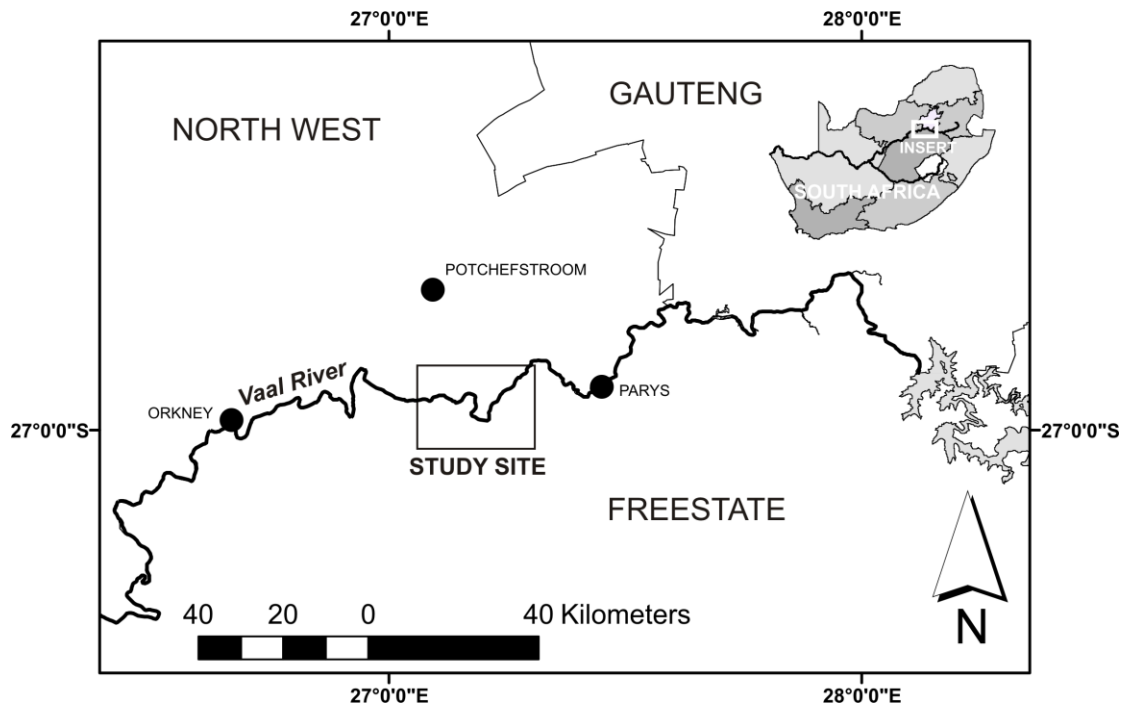 27°0'0"E
28°0'0"E
GAUTENG
NORTH WEST
INSERT
SOUTH AFRICA
POTCHEFSTROOM
Vaal River
PARYS
ORKNEY
27°0'0"S
27°0'0"S
STUDY SITE
FREESTATE
40 20 0 40 Kilometers
N
27°0'0"E
28°0'0"E